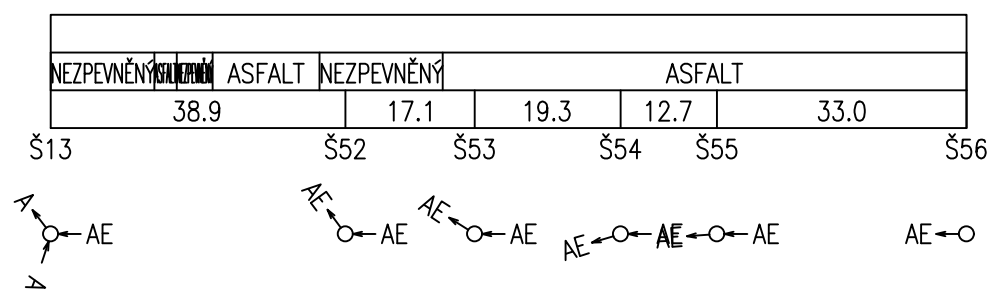 NEZPEVNĚNÝ ASFALT NEZPEVNĚNÝ ASFALT
38.9 17.1 19.3 12.7 33.0
Š13 Š52 Š53 Š54 Š55 Š56
A AE AE AE AE AE AE AE AE AE AE
A